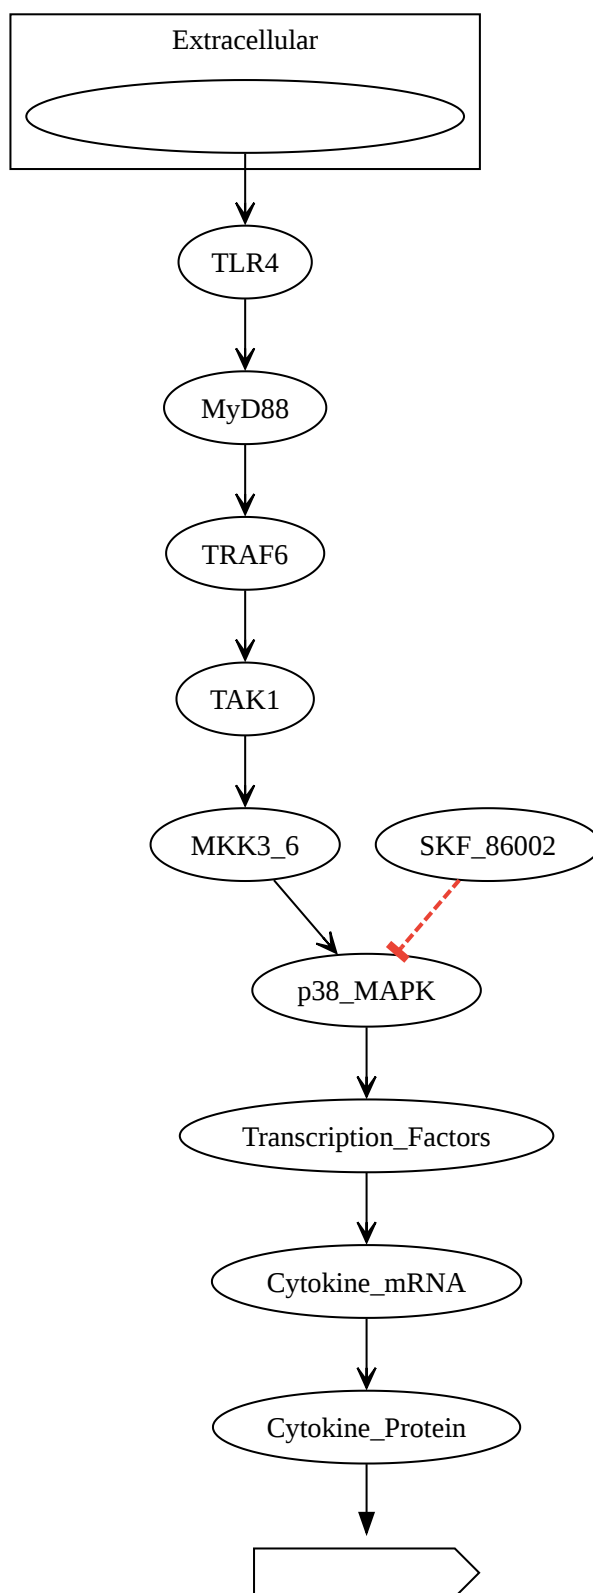 Extracellular
TLR4
MyD88
TRAF6
TAK1
MKK3_6
SKF_86002
p38_MAPK
Transcription_Factors
Cytokine_mRNA
Cytokine_Protein